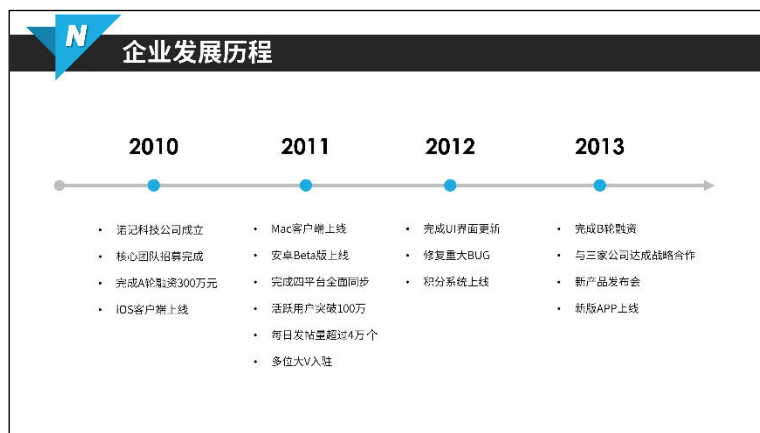 N
企业发展历程
2010
2011
2012
2013
• 诺记科技公司成立
• 核心团队招募完成
• 完成A轮融资300万元
• iOS客户端上线
• Mac客户端上线
• 安卓Beta版上线
• 完成四平台全面同步
• 活跃用户突破100万
• 每日发帖量超过4万个
• 多位大V入驻
• 完成UI界面更新
• 修复重大BUG
• 积分系统上线
• 完成B轮融资
• 与三家公司达成战略合作
• 新产品发布会
• 新版APP上线